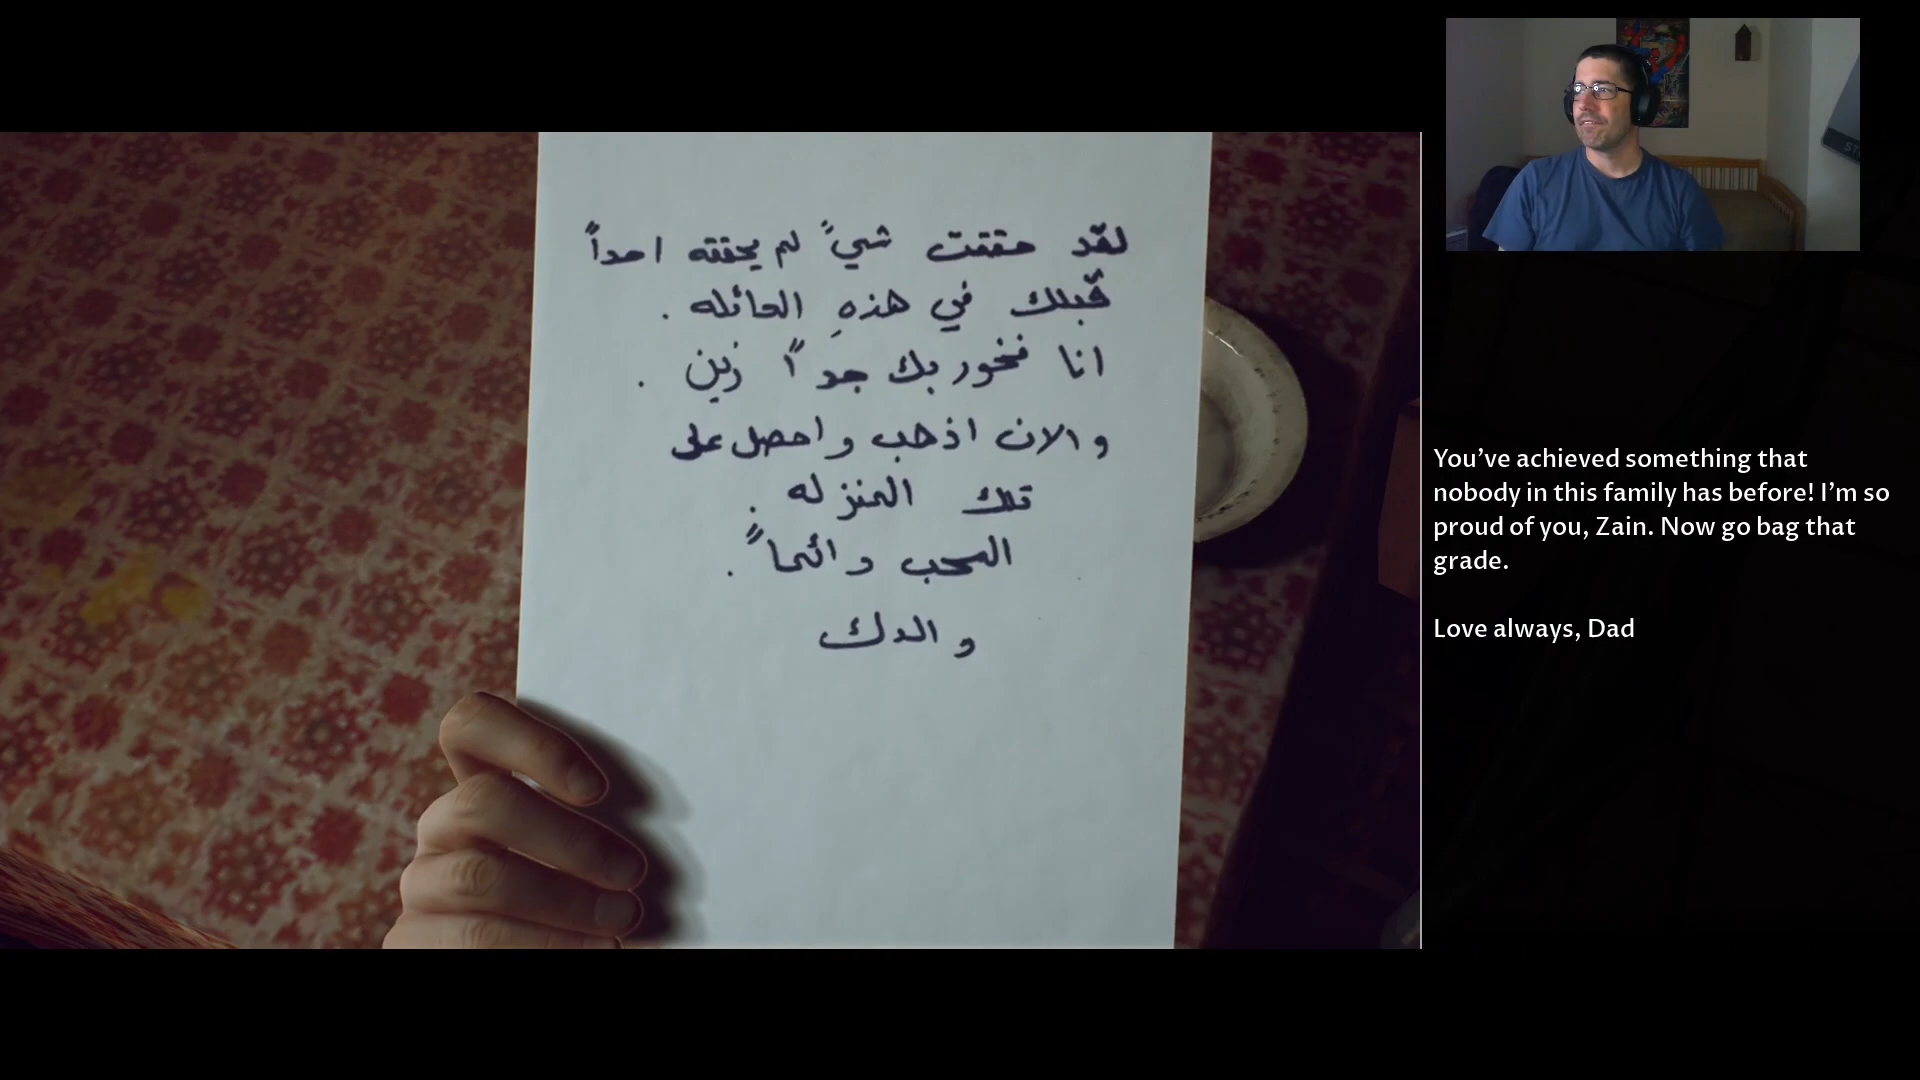 لقد حققت شيءً لم يحققه احداً
قبلك في هذهِ العائله .
انا فخور بك جداً زين .
والان اذهب واحصل على
تلك المنزله .
المحب دائماً .
والدك
You've achieved something that
nobody in this family has before! I'm so
proud of you, Zain. Now go bag that
grade.
Love always, Dad